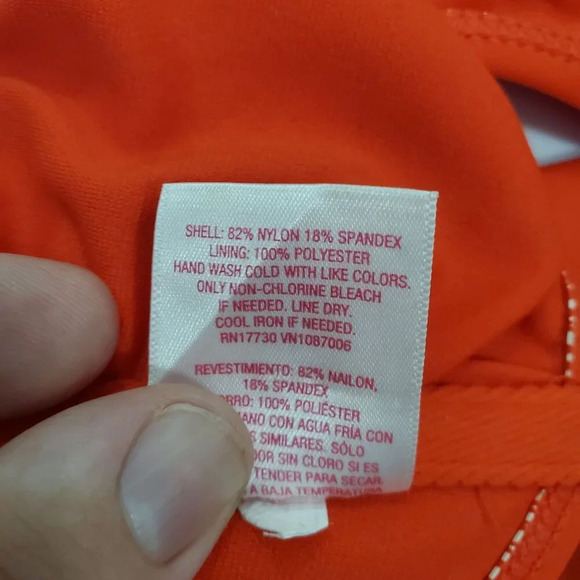 SHELL: 82% NYLON 18% SPANDEX
LINING: 100% POLYESTER
HAND WASH COLD WITH LIKE COLORS.
ONLY NON-CHLORINE BLEACH
IF NEEDED. LINE DRY.
COOL IRON IF NEEDED.
RN17730 VN1087006
REVESTIMIENTO: 82% NAILON,
18% SPANDEX
100% POLIÉSTER
CON AGUA FRÍA CON
SIMILARES. SÓLO
SIN CLORO SI ES
TENDER PARA SECAR.
A BAJA TEMPERATURA